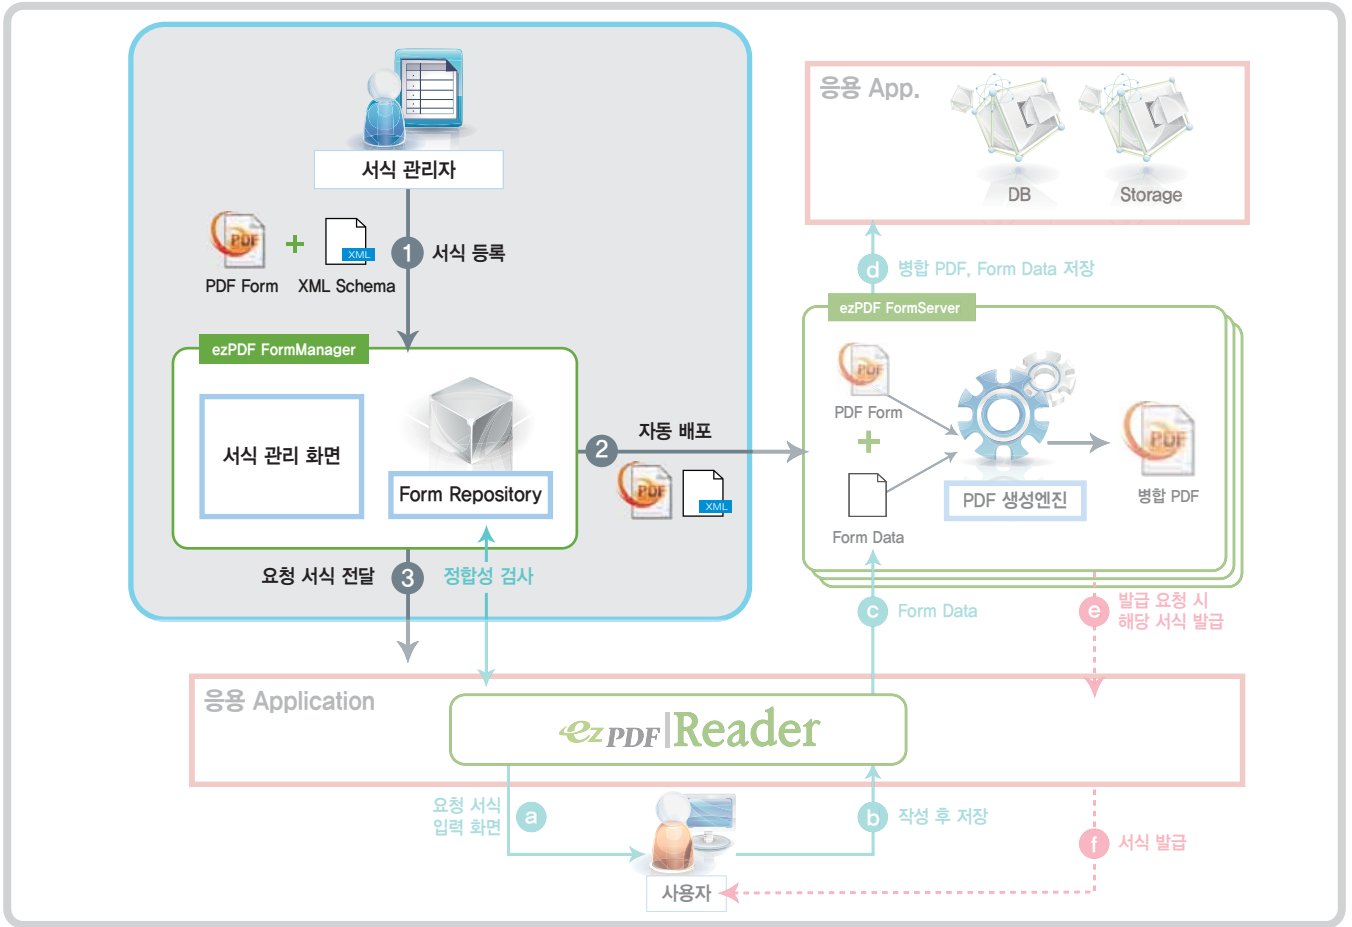 서식 관리자
PDF
XML
PDF Form
XML Schema
1
서식 등록
ezPDF FormManager
서식 관리 화면
Form Repository
2
자동 배포
PDF
XML
요청 서식 전달
3
정합성 검사
응용 App.
DB
Storage
d
병합 PDF, Form Data 저장
ezPDF FormServer
PDF
PDF Form
Form Data
PDF 생성엔진
PDF
병합 PDF
c
Form Data
e
발급 요청 시
해당 서식 발급
응용 Application
ez PDF Reader
요청 서식
입력 화면
a
b
작성 후 저장
f
서식 발급
사용자